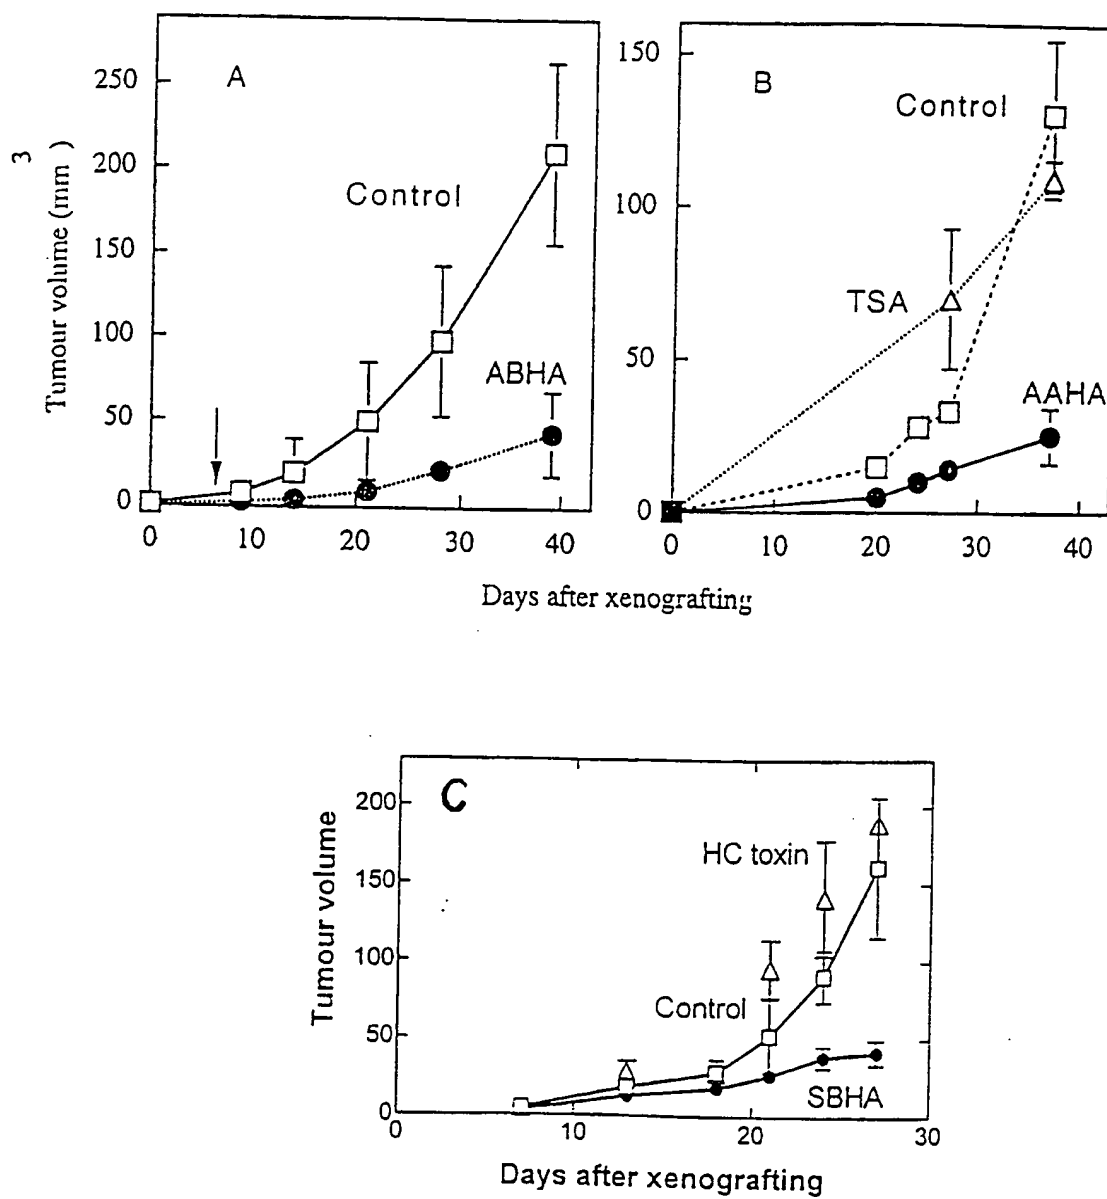 A
250
200
150
100
50
0
Tumour volume (mm 3)
Control
ABHA
0 10 20 30 40
B
150
100
50
0
Control
TSA
AAHA
0 10 20 30 40
Days after xenografting
C
200
150
100
50
0
Tumour volume
HC toxin
Control
SBHA
0 10 20 30
Days after xenografting